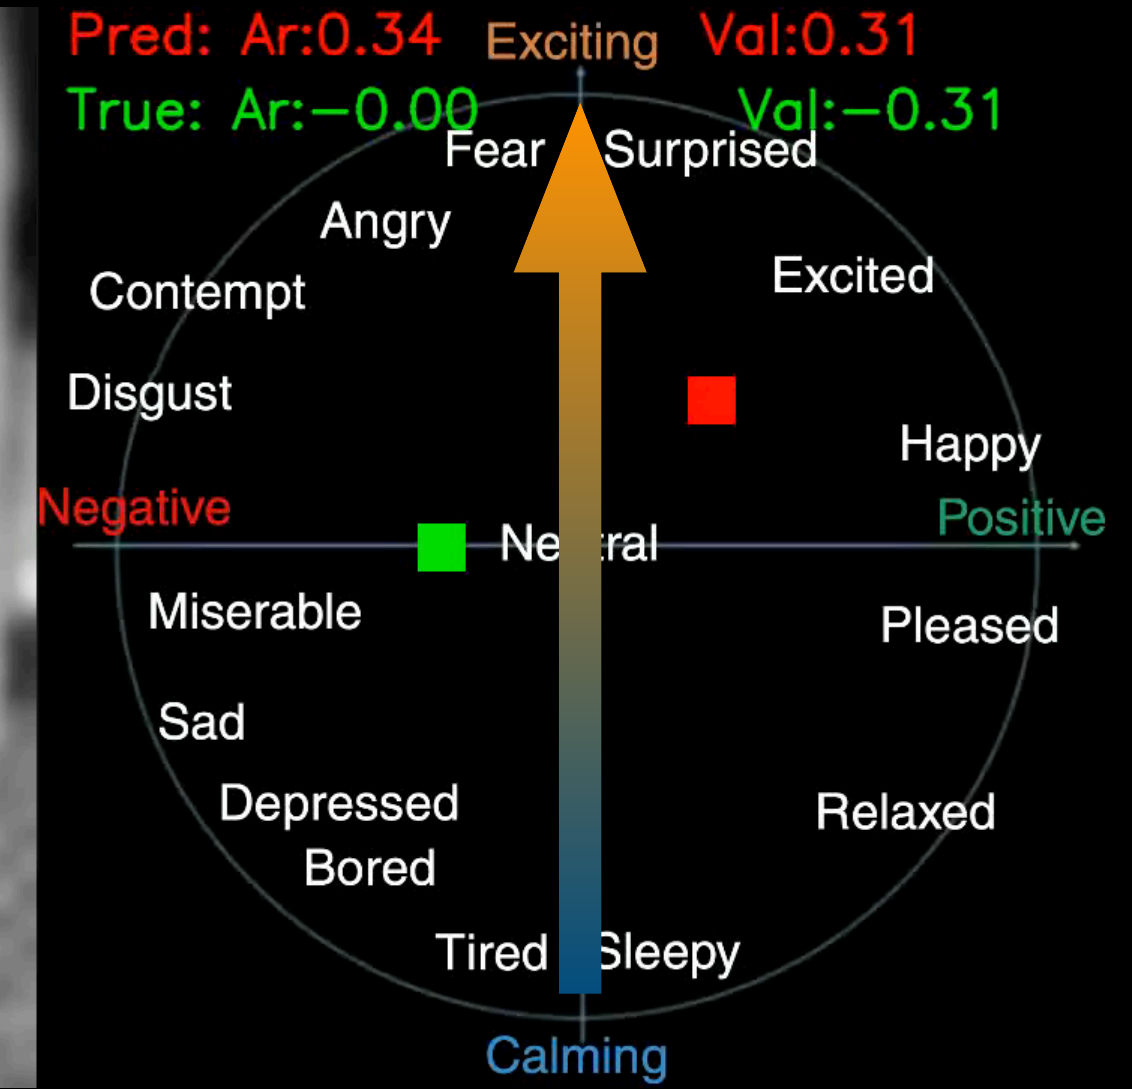 Pred: Ar:0.34 Exciting Val:0.31
True: Ar:-0.00 Val:-0.31
Fear Surprised
Angry
Excited
Contempt
Disgust
Happy
Negative Positive
Neutral
Miserable
Pleased
Sad
Depressed
Relaxed
Bored
Tired Sleepy
Calming